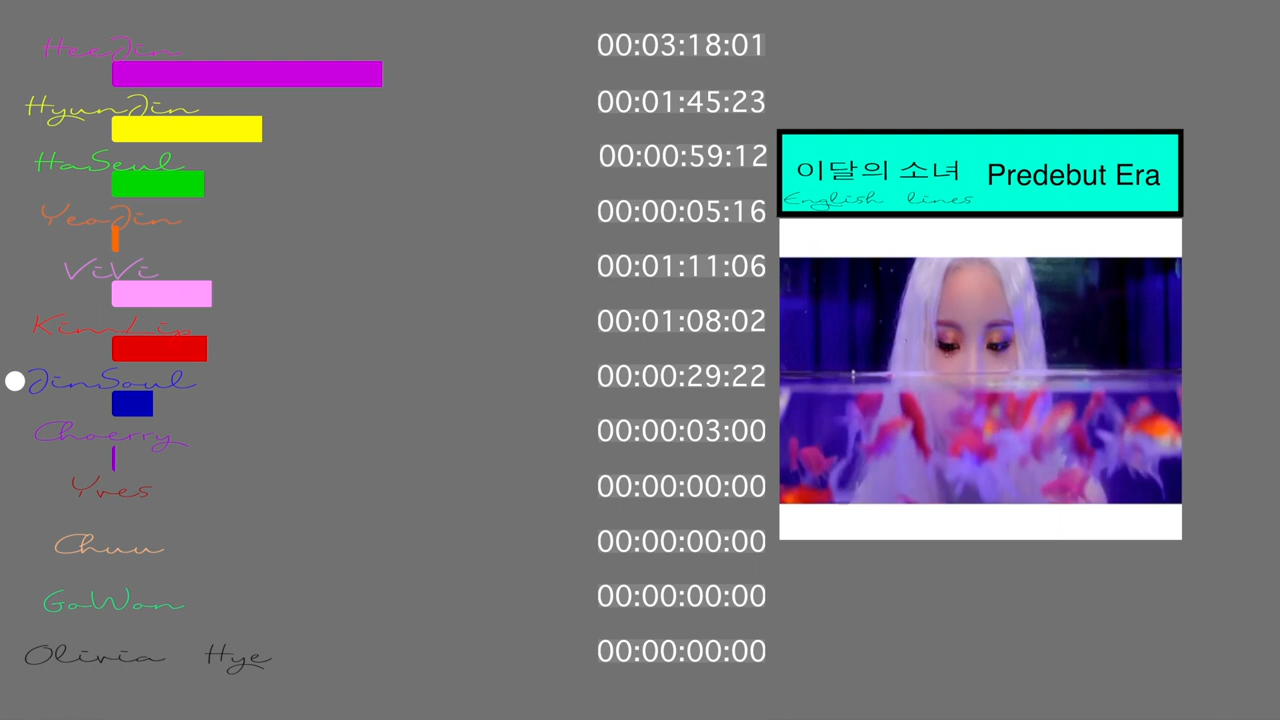 HeeJin 00:03:18:01
HyunJin 00:01:45:23
HaSeul 00:00:59:12
YeoJin 00:00:05:16
ViVi 00:01:11:06
Kim Lip 00:01:08:02
JinSoul 00:00:29:22
Choerry 00:00:03:00
Yves 00:00:00:00
Chuu 00:00:00:00
GoWon 00:00:00:00
Olivia Hye 00:00:00:00
이달의 소녀 Predebut Era
English lines